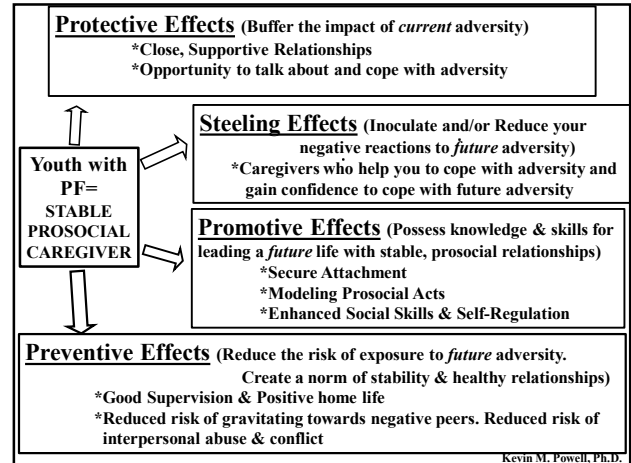 Protective Effects (Buffer the impact of current adversity)
*Close, Supportive Relationships
*Opportunity to talk about and cope with adversity
Steeling Effects (Inoculate and/or Reduce your
negative reactions to future adversity)
*Caregivers who help you to cope with adversity and
gain confidence to cope with future adversity
Youth with
PF=
STABLE
PROSOCIAL
CAREGIVER
Promotive Effects (Possess knowledge & skills for
leading a future life with stable, prosocial relationships)
*Secure Attachment
*Modeling Prosocial Acts
*Enhanced Social Skills & Self-Regulation
Preventive Effects (Reduce the risk of exposure to future adversity.
Create a norm of stability & healthy relationships)
*Good Supervision & Positive home life
*Reduced risk of gravitating towards negative peers. Reduced risk of
interpersonal abuse & conflict
Kevin M. Powell, Ph.D.